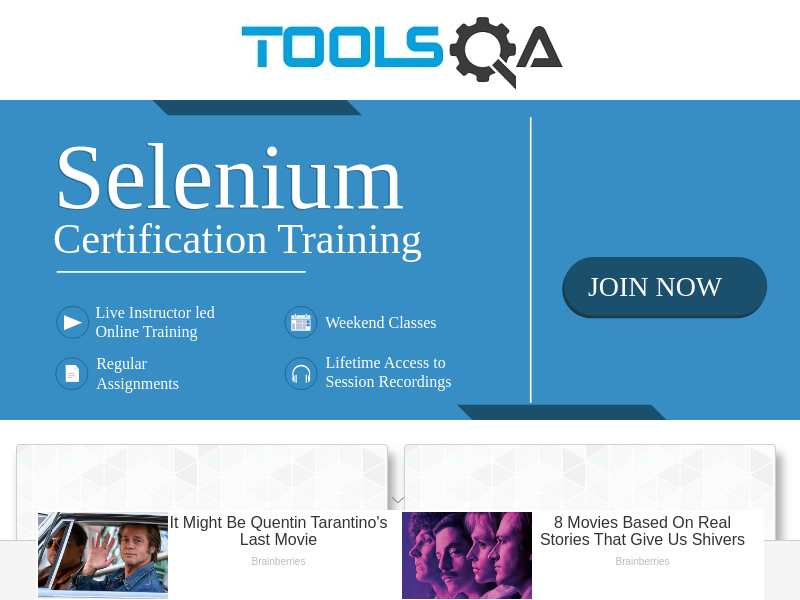 TOOLSQA
Selenium
Certification Training
JOIN NOW
Live Instructor led
Online Training
Weekend Classes
Regular
Assignments
Lifetime Access to
Session Recordings
It Might Be Quentin Tarantino's
Last Movie
Brainberries
8 Movies Based On Real
Stories That Give Us Shivers
Brainberries